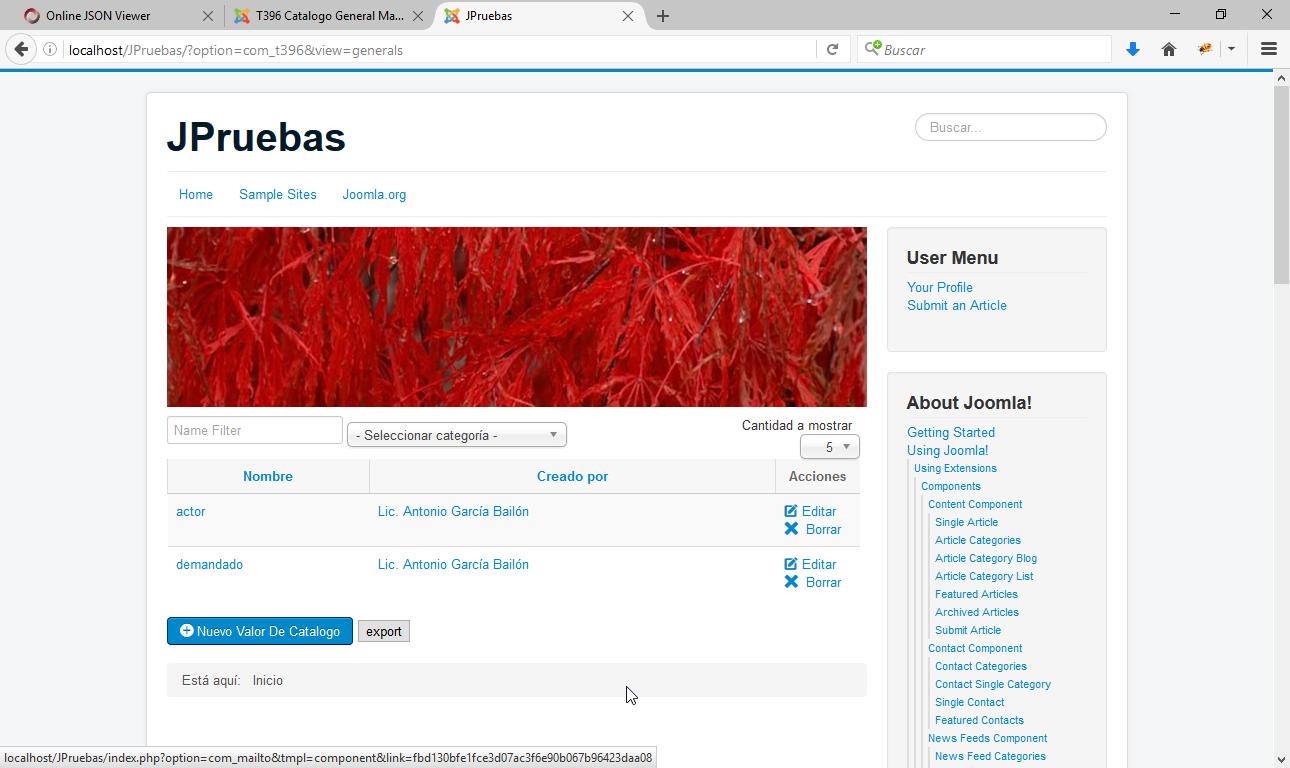 Online JSON Viewer
T396 Catalogo General Ma...
JPruebas
localhost/JPruebas/?option=com_t396&view=generals
Buscar
JPruebas
Buscar...
Home
Sample Sites
Joomla.org
Name Filter
- Seleccionar categoría -
Cantidad a mostrar
5
Nombre
Creado por
Acciones
actor
Lic. Antonio García Bailón
Editar
Borrar
demandado
Lic. Antonio García Bailón
Editar
Borrar
Nuevo Valor De Catalogo
export
Está aquí: Inicio
User Menu
Your Profile
Submit an Article
About Joomla!
Getting Started
Using Joomla!
Using Extensions
Components
Content Component
Single Article
Article Categories
Article Category Blog
Article Category List
Featured Articles
Archived Articles
Submit Article
Contact Component
Contact Categories
Contact Single Category
Single Contact
Featured Contacts
News Feeds Component
News Feed Categories
localhost/JPruebas/index.php?option=com_mailto&tmpl=component&link=fbd130bfe1fce3d07ac3f6e90b067b96423daa08